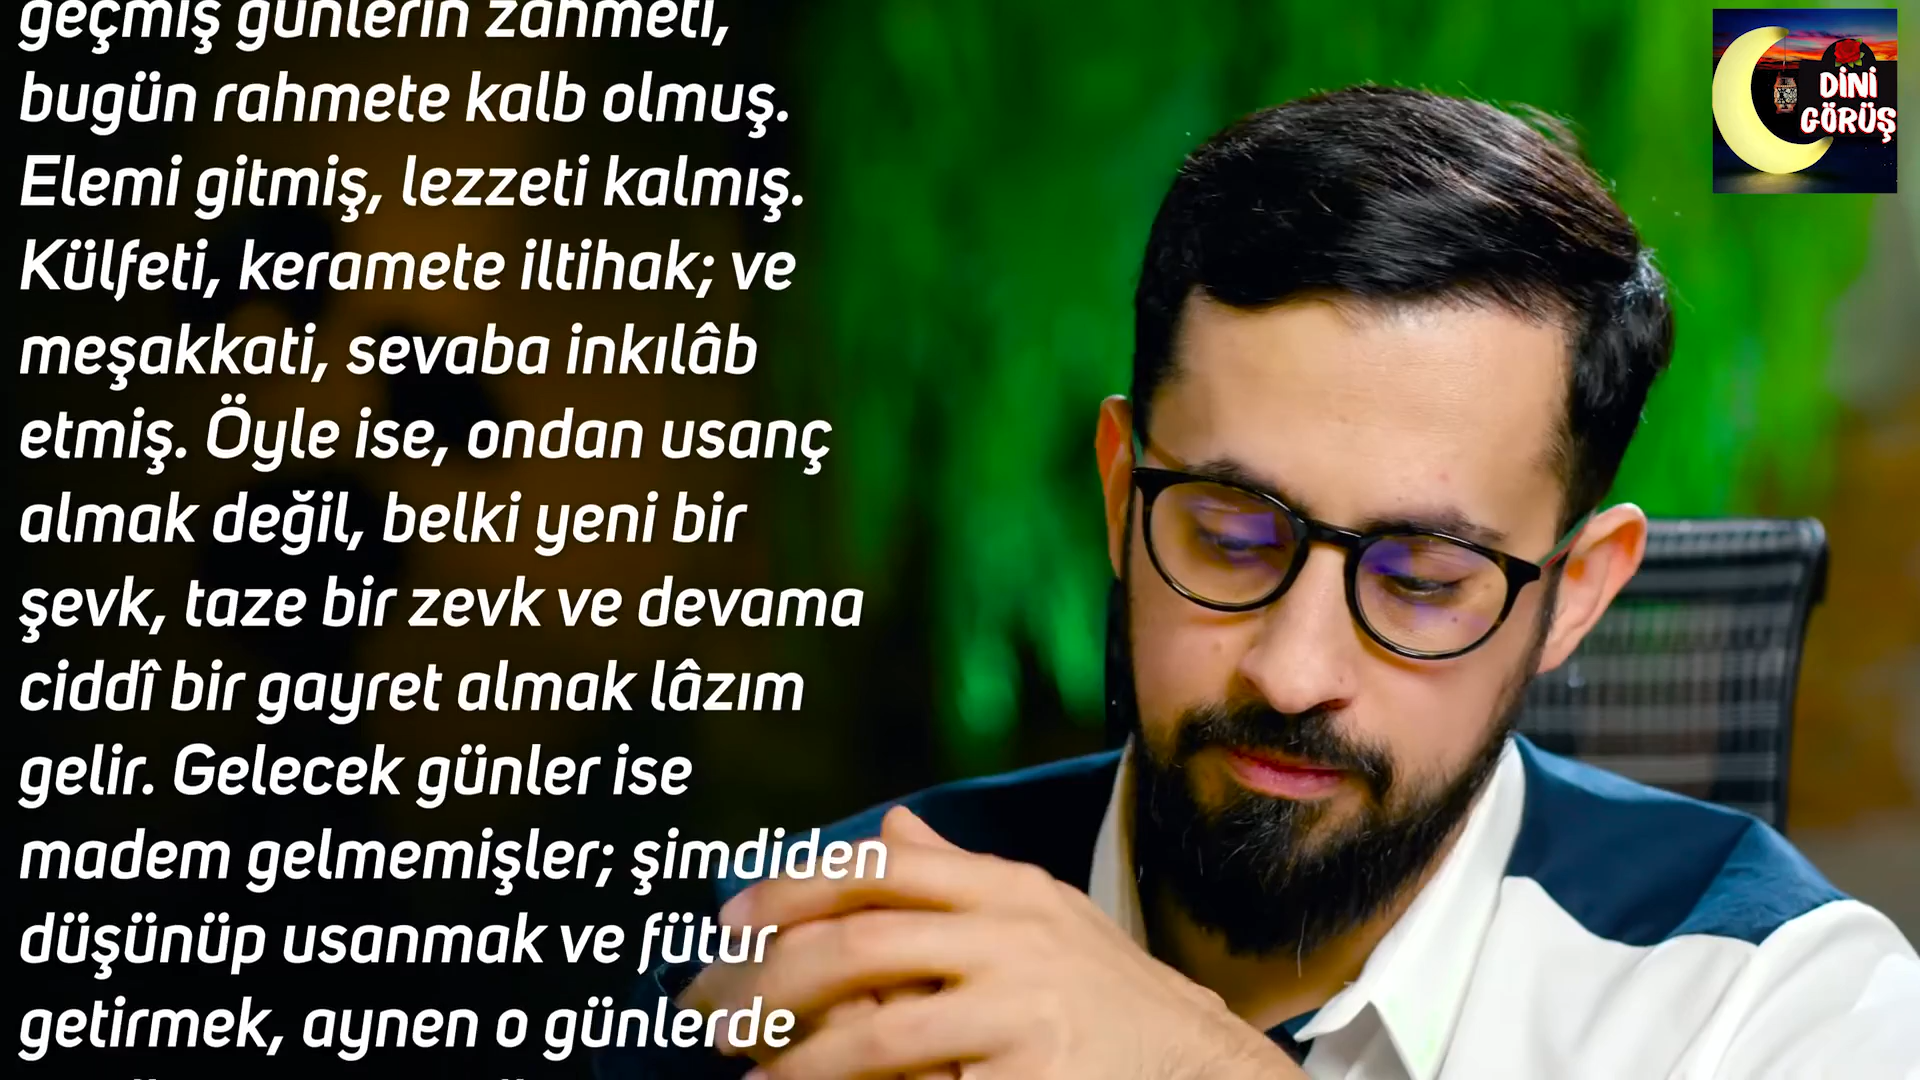 geçmiş günlerin zahmeti,
bugün rahmete kalb olmuş.
Elemi gitmiş, lezzeti kalmış.
Külfeti, keramete iltihak; ve
meşakkati, sevaba inkılâb
etmiş. Öyle ise, ondan usanç
almak değil, belki yeni bir
şevk, taze bir zevk ve devama
ciddî bir gayret almak lâzım
gelir. Gelecek günler ise
madem gelmemişler; şimdiden
düşünüp usanmak ve fütur
getirmek, aynen o günlerde
DİNİ
GÖRÜŞ